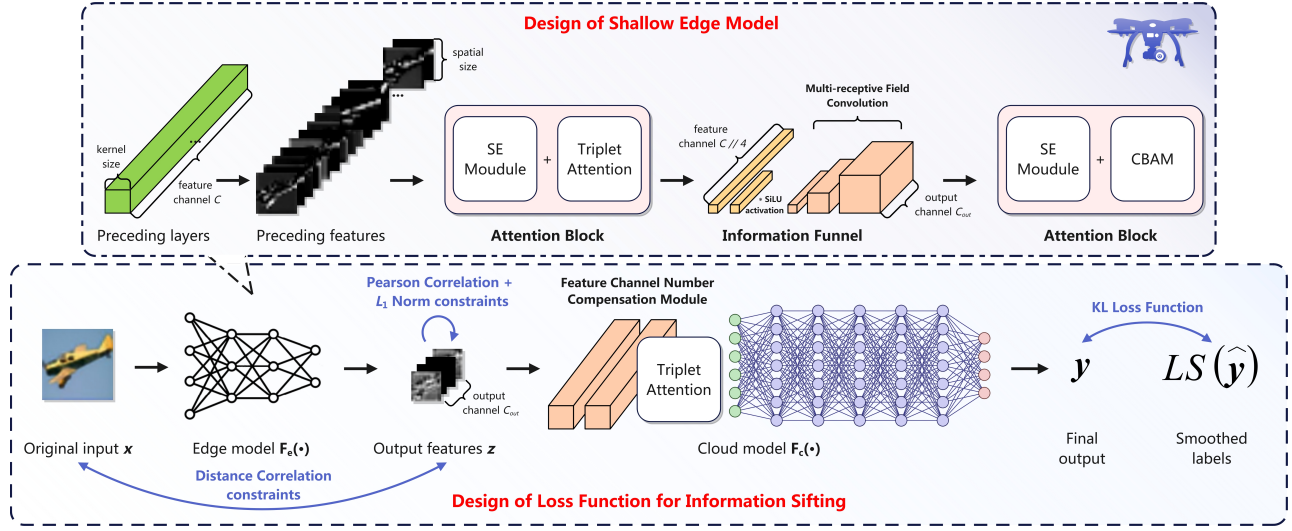 Design of Shallow Edge Model
spatial
size
...
kernel
size
...
feature
channel C
Preceding layers
Preceding features
SE
Moudule
+
Triplet
Attention
Attention Block
feature
channel C // 4
• SiLU
activation
Multi-receptive Field
Convolution
output
channel Cout
Information Funnel
SE
Moudule
+
CBAM
Attention Block
Original input x
Edge model Fe(•)
Pearson Correlation +
L1 Norm constraints
output
channel Cout
Output features z
Distance Correlation
constraints
Feature Channel Number
Compensation Module
Triplet
Attention
Cloud model Fc(•)
KL Loss Function
y
LS(ŷ)
Final
output
Smoothed
labels
Design of Loss Function for Information Sifting